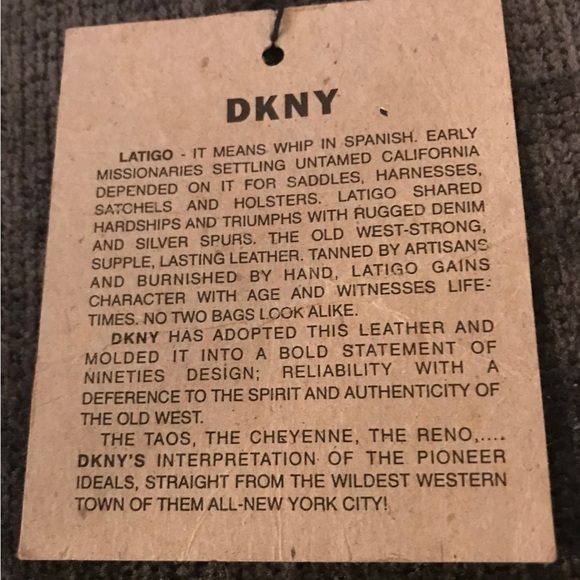 DKNY
LATIGO - IT MEANS WHIP IN SPANISH. EARLY
MISSIONARIES SETTLING UNTAMED CALIFORNIA
DEPENDED ON IT FOR SADDLES, HARNESSES,
SATCHELS AND HOLSTERS. LATIGO SHARED
HARDSHIPS AND TRIUMPHS WITH RUGGED DENIM
AND SILVER SPURS. THE OLD WEST-STRONG,
SUPPLE, LASTING LEATHER. TANNED BY ARTISANS
AND BURNISHED BY HAND, LATIGO GAINS
CHARACTER WITH AGE AND WITNESSES LIFE-
TIMES. NO TWO BAGS LOOK ALIKE.
DKNY HAS ADOPTED THIS LEATHER AND
MOLDED IT INTO A BOLD STATEMENT OF
NINETIES DESIGN; RELIABILITY WITH A
DEFERENCE TO THE SPIRIT AND AUTHENTICITY OF
THE OLD WEST.
THE TAOS, THE CHEYENNE, THE RENO,....
DKNY'S INTERPRETATION OF THE PIONEER
IDEALS, STRAIGHT FROM THE WILDEST WESTERN
TOWN OF THEM ALL-NEW YORK CITY!